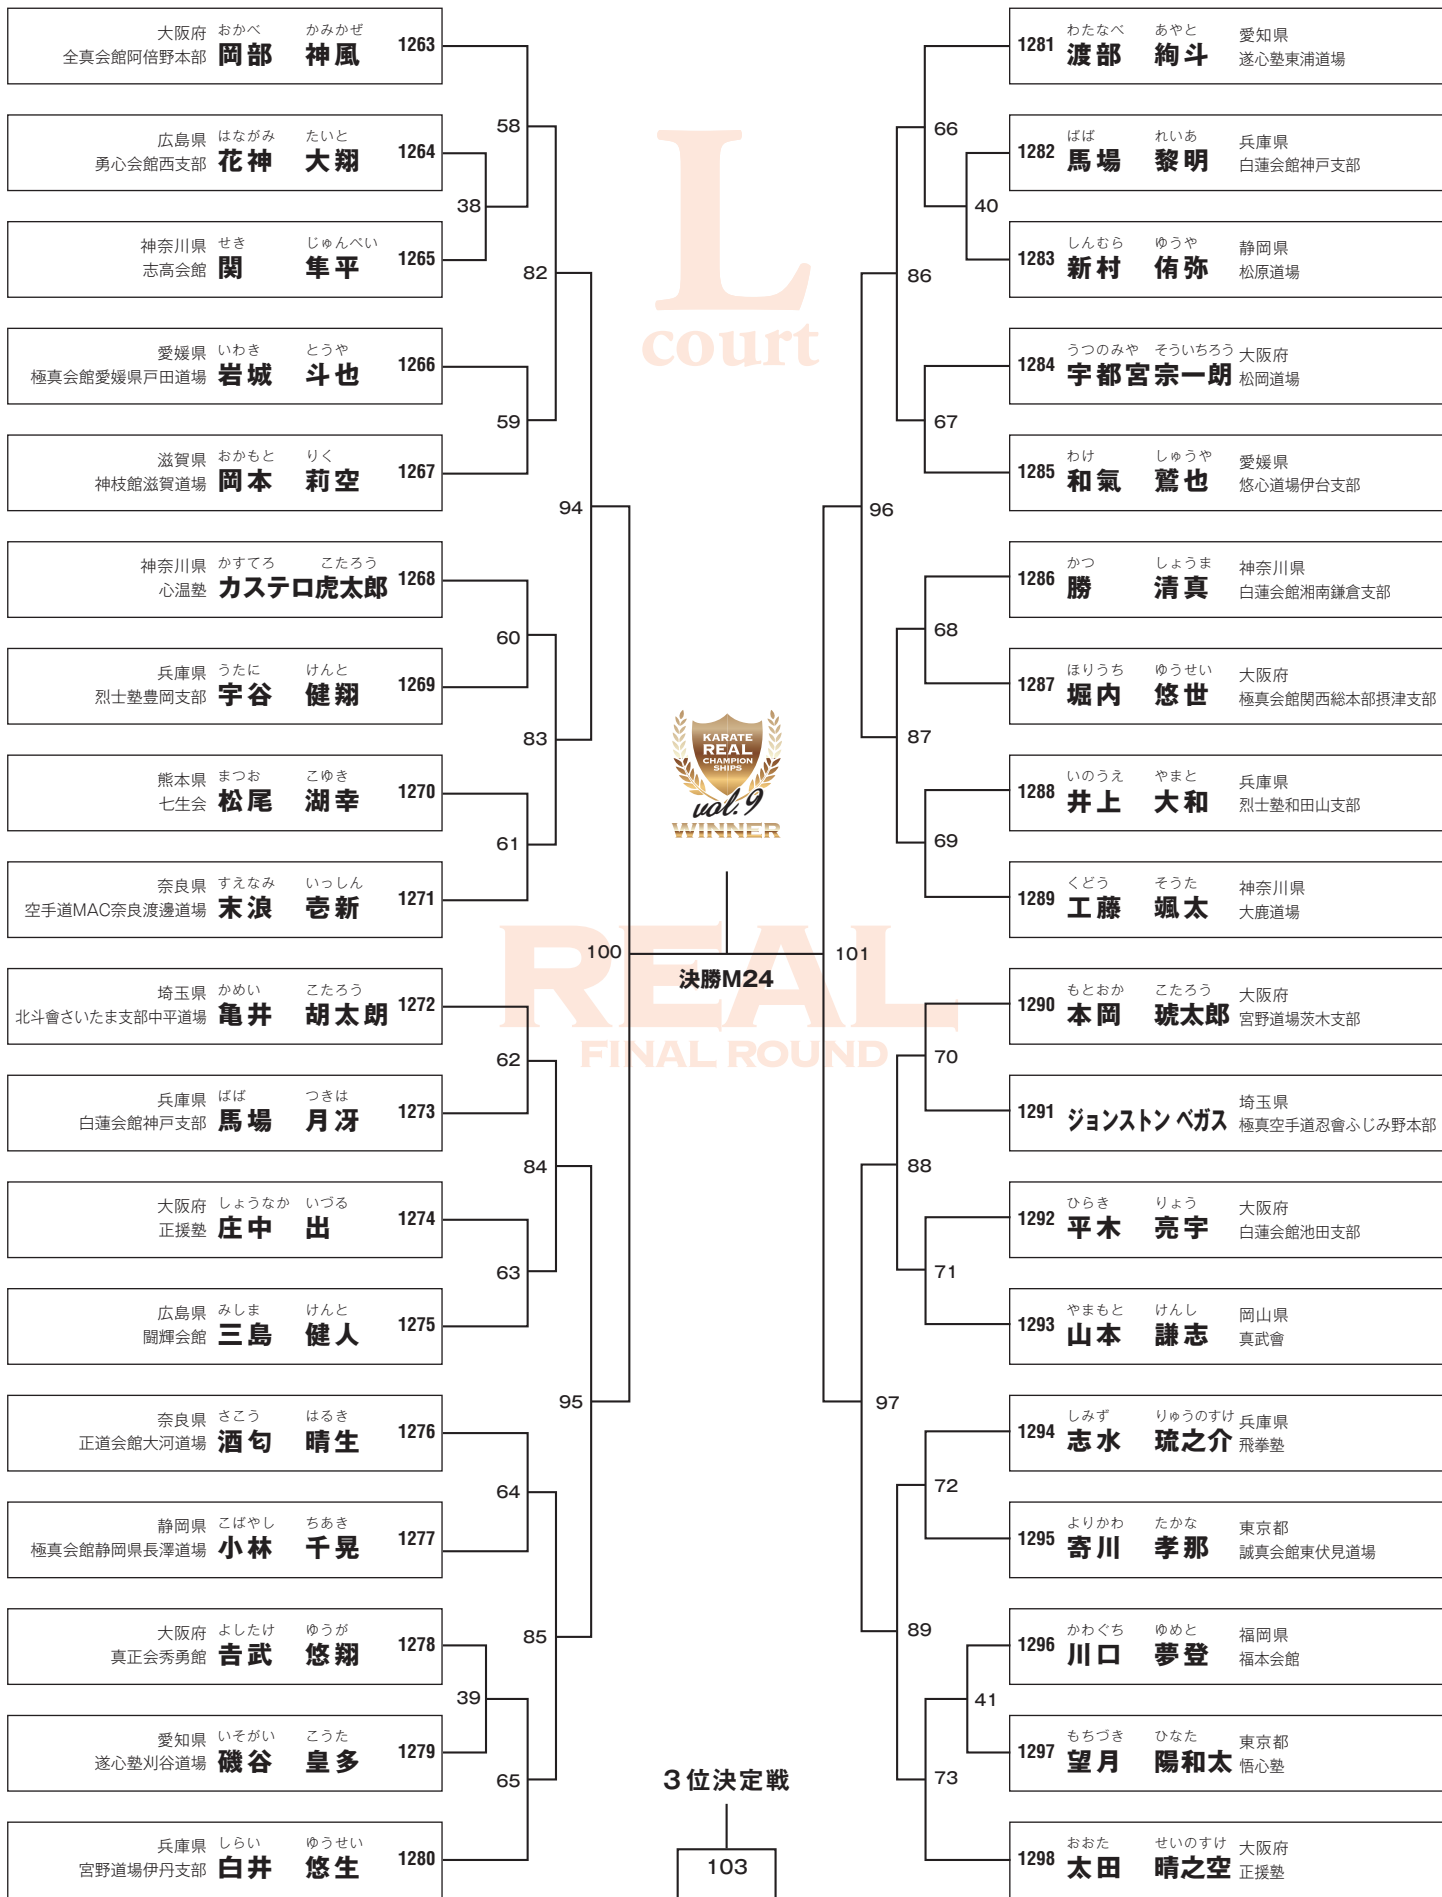 大阪府 おかべ かみかぜ
全真会館阿倍野本部 岡部 神風 1263
広島県 はながみ たいと
勇心会館西支部 花神 大翔 1264
神奈川県 せき じゅんぺい
志高会館 関 隼平 1265
愛媛県 いわき とうや
極真会館愛媛県戸田道場 岩城 斗也 1266
滋賀県 おかもと りく
神枝館滋賀道場 岡本 莉空 1267
神奈川県 かすてろ こたろう
心温塾 カステロ虎太郎 1268
兵庫県 うたに けんと
烈士塾豊岡支部 宇谷 健翔 1269
熊本県 まつお こゆき
七生会 松尾 湖幸 1270
奈良県 すえなみ いっしん
空手道MAC奈良渡邊道場 末浪 壱新 1271
埼玉県 かめい こたろう
北斗會さいたま支部中平道場 亀井 胡太朗 1272
兵庫県 ばば つきは
白蓮会館神戸支部 馬場 月冴 1273
大阪府 しょうなか いづる
正援塾 庄中 出 1274
広島県 みしま けんと
闘輝会館 三島 健人 1275
奈良県 さこう はるき
正道会館大河道場 酒匂 晴生 1276
静岡県 こばやし ちあき
極真会館静岡県長澤道場 小林 千晃 1277
大阪府 よしたけ ゆうが
真正会秀勇館 吉武 悠翔 1278
愛知県 いそがい こうた
遂心塾刈谷道場 磯谷 皇多 1279
兵庫県 しらい ゆうせい
宮野道場伊丹支部 白井 悠生 1280
58
38
82
59
94
60
83
61
100
62
84
63
95
64
85
39
65
L
court
KARATE
REAL
CHAMPION
SHIPS
vol.9
WINNER
REAL
決勝M24
FINAL ROUND
3位決定戦
103
66
40
86
67
96
68
87
69
101
70
88
71
97
72
89
41
73
わたなべ あやと 愛知県
1281 渡部 絢斗 遂心塾東浦道場
ばば れいあ 兵庫県
1282 馬場 黎明 白蓮会館神戸支部
しんむら ゆうや 静岡県
1283 新村 侑弥 松原道場
うつのみや そういちろう 大阪府
1284 宇都宮宗一朗 松岡道場
わけ しゅうや 愛媛県
1285 和氣 鷲也 悠心道場伊台支部
かつ しょうま 神奈川県
1286 勝 清真 白蓮会館湘南鎌倉支部
ほりうち ゆうせい 大阪府
1287 堀内 悠世 極真会館関西総本部摂津支部
いのうえ やまと 兵庫県
1288 井上 大和 烈士塾和田山支部
くどう そうた 神奈川県
1289 工藤 颯太 大鹿道場
もとおか こたろう 大阪府
1290 本岡 琥太郎 宮野道場茨木支部
埼玉県
1291 ジョンストン ベガス 極真空手道忍會ふじみ野本部
ひらき りょう 大阪府
1292 平木 亮宇 白蓮会館池田支部
やまもと けんし 岡山県
1293 山本 謙志 真武會
しみず りゅうのすけ 兵庫県
1294 志水 琉之介 飛拳塾
よりかわ たかな 東京都
1295 寄川 孝那 誠真会館東伏見道場
かわぐち ゆめと 福岡県
1296 川口 夢登 福本会館
もちづき ひなた 東京都
1297 望月 陽和太 悟心塾
おおた せいのすけ 大阪府
1298 太田 晴之空 正援塾